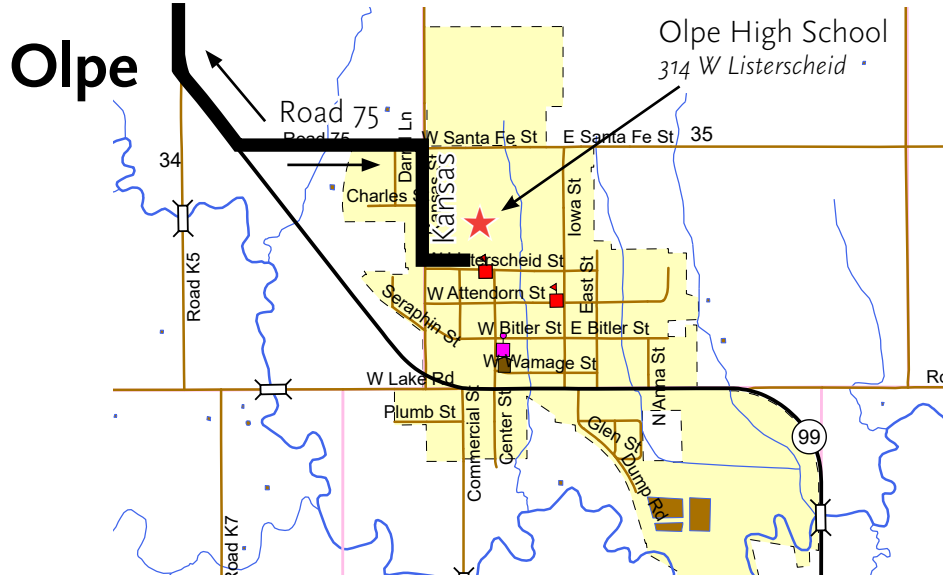 Olpe High School
314 W Listerscheid
Olpe
Road 75
Road 75
Darm Ln
W Santa Fe St
E Santa Fe St
35
34
Kansas
Charles S
Iowa St
Listerscheid St
East St
W Attendorn St
Road K5
Seraphin St
W Bitler St
E Bitler St
W Wamage St
N Anna St
W Lake Rd
Plumb St
Commercial St
Center St
Glen St
99
Dump Rd
Road K7